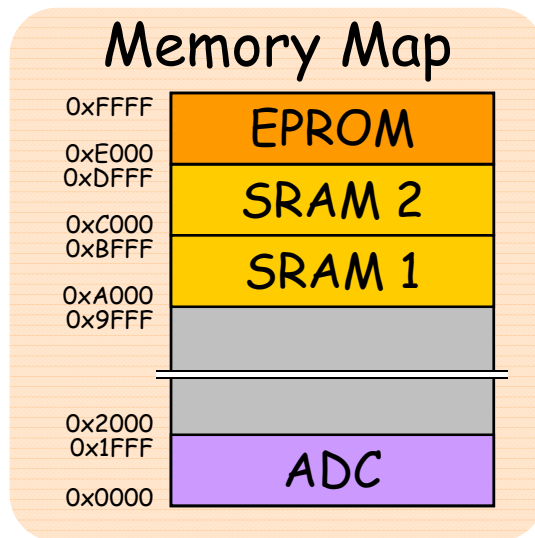 Memory Map
0xFFFF
EPROM
0xE000
0xDFFF
SRAM 2
0xC000
0xBFFF
SRAM 1
0xA000
0x9FFF
0x2000
0x1FFF
ADC
0x0000